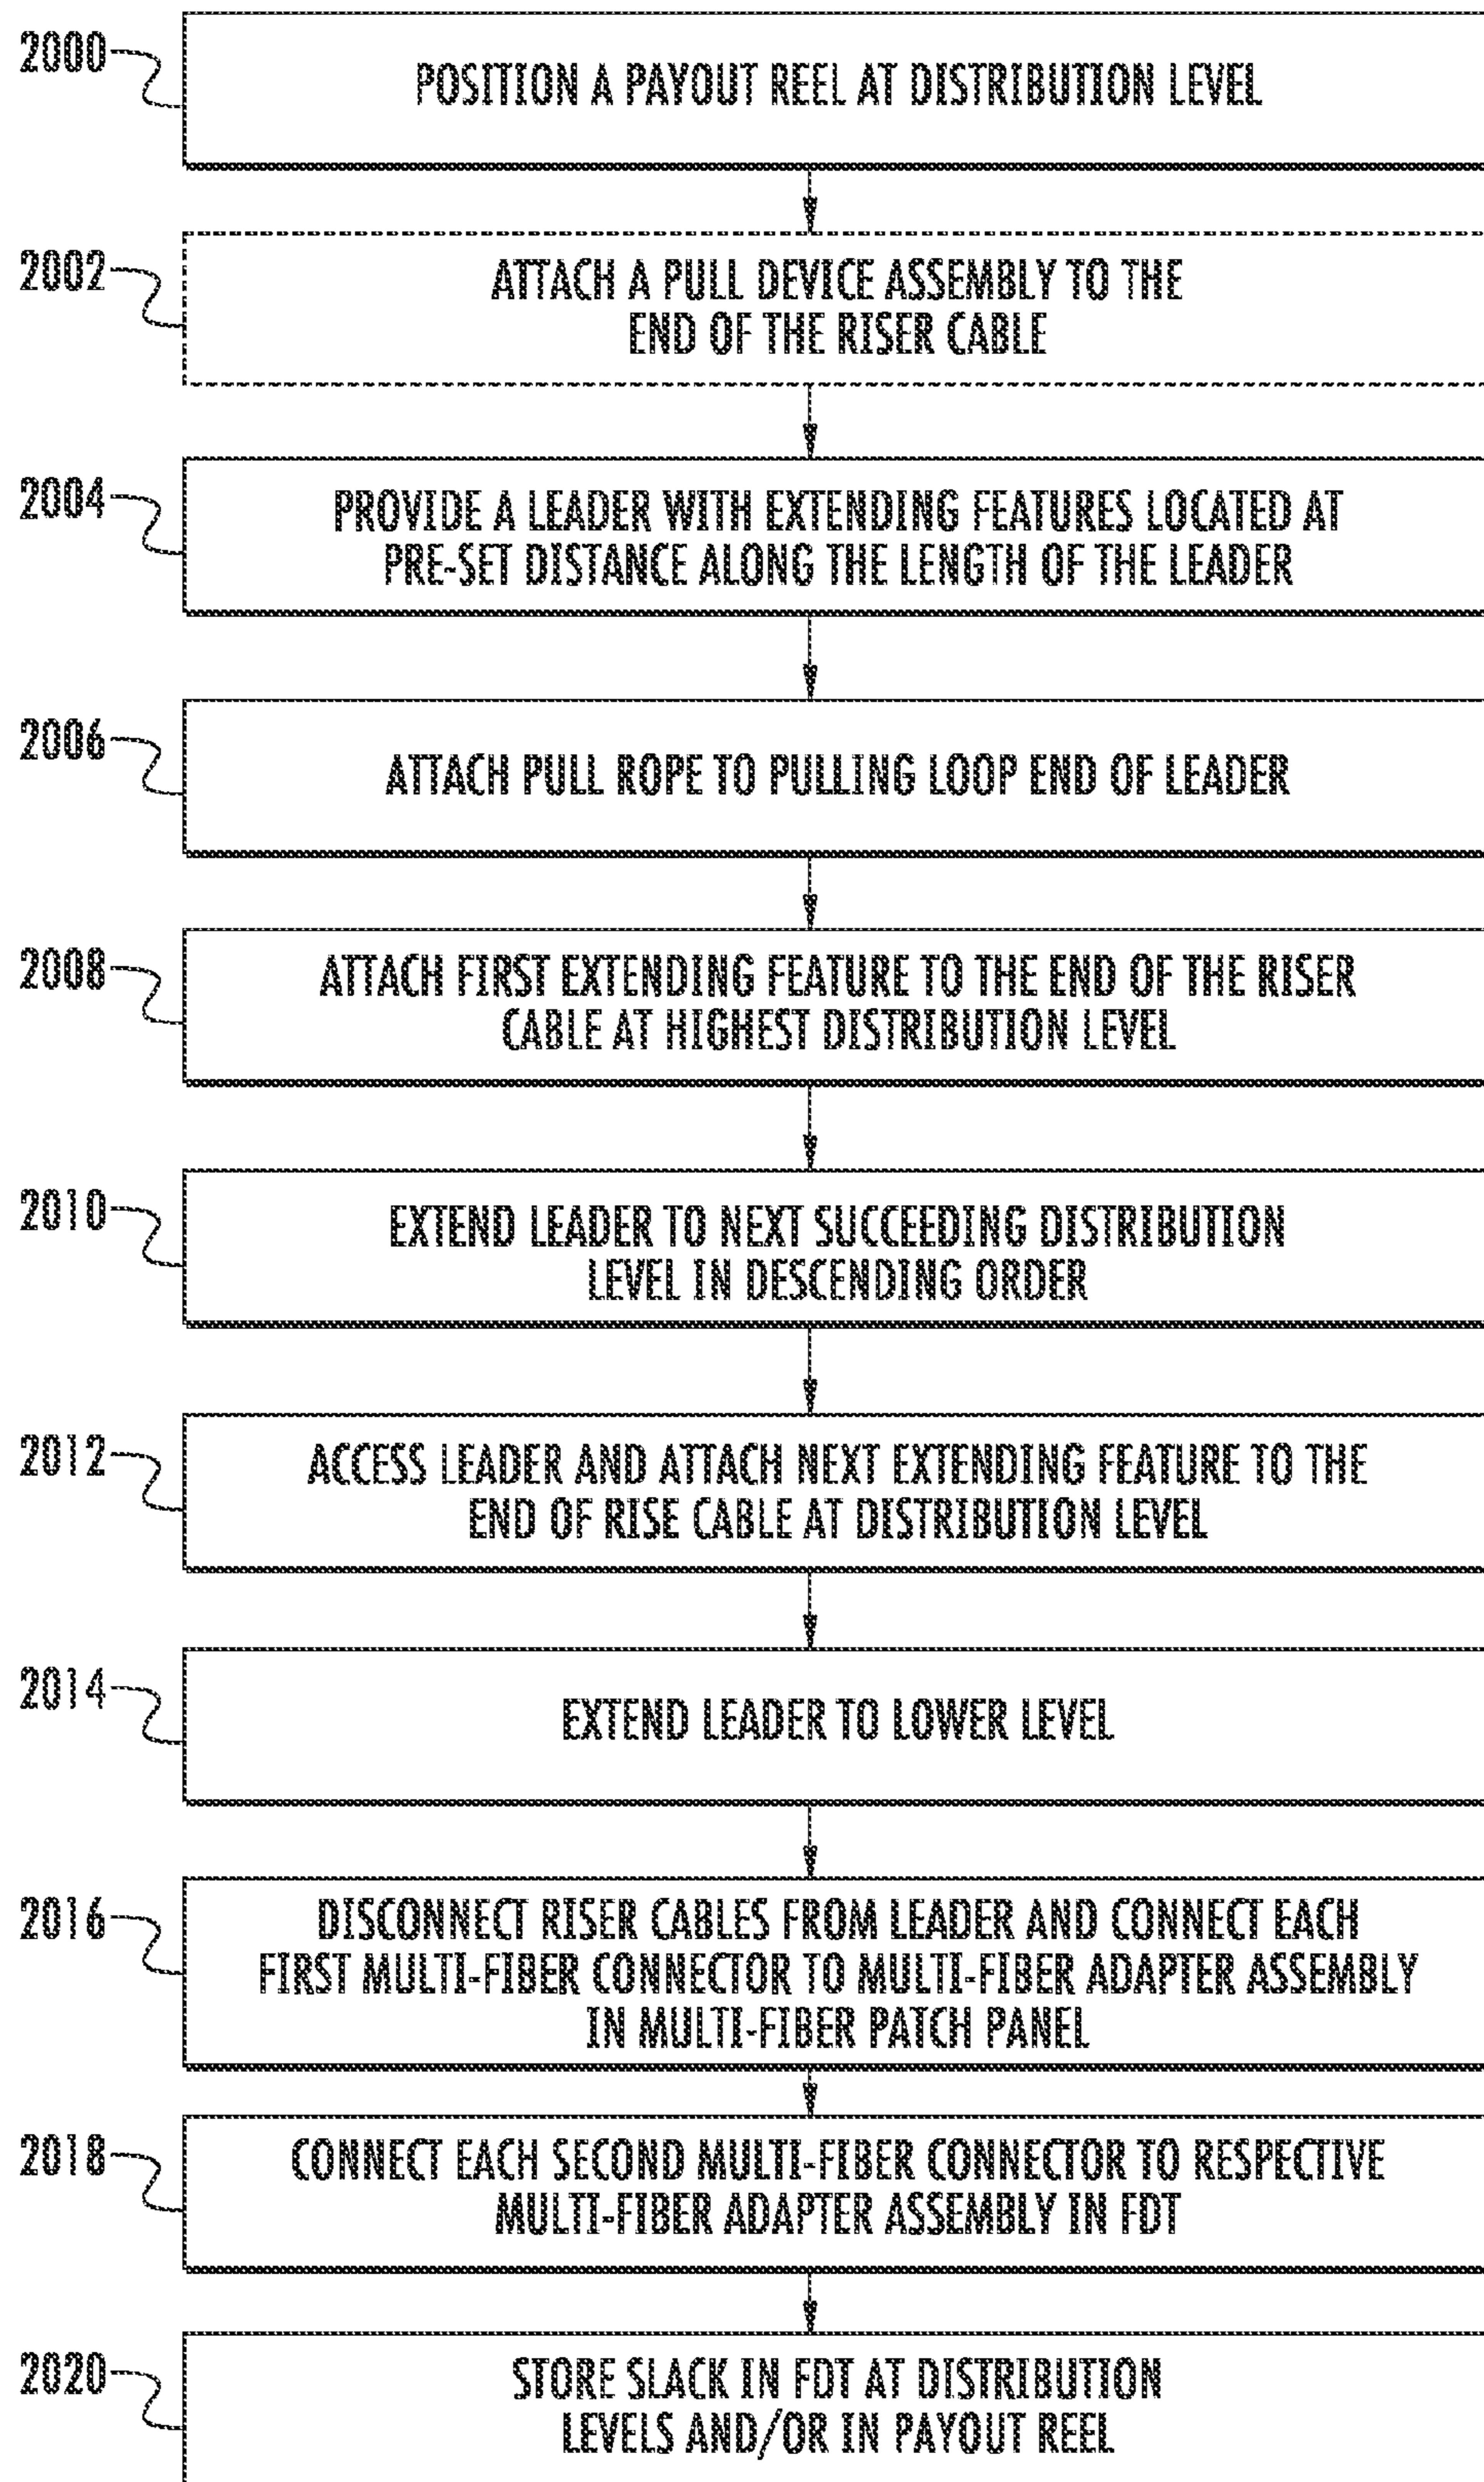 2000
POSITION A PAYOUT REEL AT DISTRIBUTION LEVEL
2002
ATTACH A PULL DEVICE ASSEMBLY TO THE
END OF THE RISER CABLE
2004
PROVIDE A LEADER WITH EXTENDING FEATURES LOCATED AT
PRE-SET DISTANCE ALONG THE LENGTH OF THE LEADER
2006
ATTACH PULL ROPE TO PULLING LOOP END OF LEADER
2008
ATTACH FIRST EXTENDING FEATURE TO THE END OF THE RISER
CABLE AT HIGHEST DISTRIBUTION LEVEL
2010
EXTEND LEADER TO NEXT SUCCEEDING DISTRIBUTION
LEVEL IN DESCENDING ORDER
2012
ACCESS LEADER AND ATTACH NEXT EXTENDING FEATURE TO THE
END OF RISE CABLE AT DISTRIBUTION LEVEL
2014
EXTEND LEADER TO LOWER LEVEL
2016
DISCONNECT RISER CABLES FROM LEADER AND CONNECT EACH
FIRST MULTI-FIBER CONNECTOR TO MULTI-FIBER ADAPTER ASSEMBLY
IN MULTI-FIBER PATCH PANEL
2018
CONNECT EACH SECOND MULTI-FIBER CONNECTOR TO RESPECTIVE
MULTI-FIBER ADAPTER ASSEMBLY IN FDT
2020
STORE SLACK IN FDT AT DISTRIBUTION
LEVELS AND/OR IN PAYOUT REEL